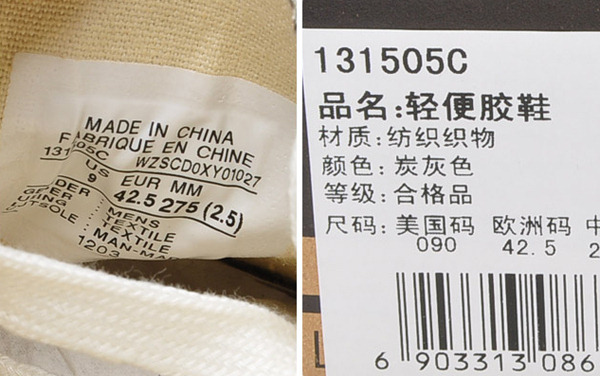 MADE IN CHINA
FABRIQUE EN CHINE
WZSCD0XY01027
US EUR MM
9 42.5 275 (2.5)
MENS
TEXTILE
TEXTILE
MAN-MA
1203
131505C
品名:轻便胶鞋
材质:纺织织物
颜色:炭灰色
等级:合格品
尺码:美国码 欧洲码
090 42.5 2
6 903313 086